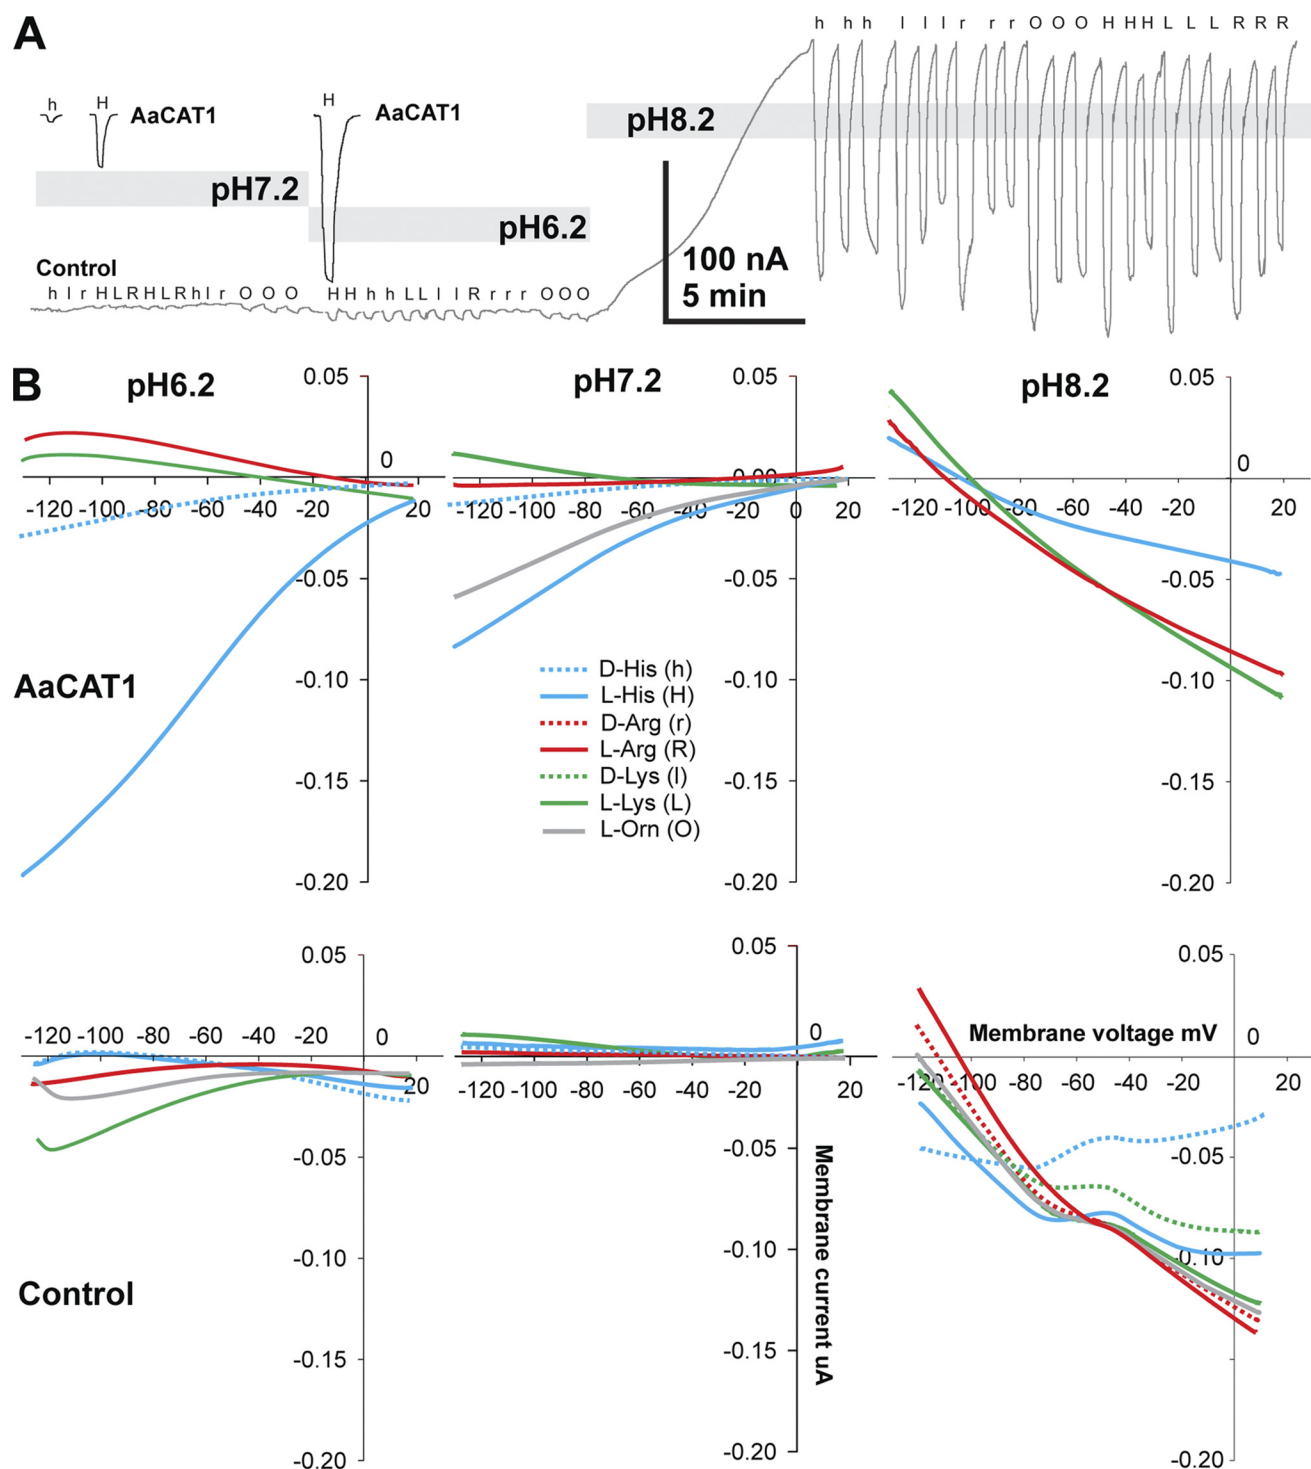 A
h h h l l l r r r O O O H H H L L L R R R
h H AaCAT1
H AaCAT1
pH8.2
pH7.2
pH6.2
100 nA
5 min
Control
h l r H L R H L R h l r O O O H H h h L L l l R r r r O O O
B
pH6.2 pH7.2 pH8.2
0.05 0.05 0.05
0 0.00 0
-120 -100 -80 -60 -40 -20 20
-120 -100 -80 -60 -40 -20 0 20
-120 -100 -80 -60 -40 -20 20
-0.05 -0.05 -0.05
AaCAT1
-0.10 -0.10 -0.10
-0.15 -0.15 -0.15
-0.20 -0.20 -0.20
D-His (h)
L-His (H)
D-Arg (r)
L-Arg (R)
D-Lys (l)
L-Lys (L)
L-Orn (O)
0.05 0.05 0.05
-120 -100 -80 -60 -40 -20 0 20
0
-120 -100 -80 -60 -40 -20 20
Membrane voltage mV 0
-120 -100 -80 -60 -40 -20 20
-0.05 -0.05 -0.05
Membrane current uA
-0.10 -0.10 -0.10
Control
-0.15 -0.15 -0.15
-0.20 -0.20 -0.20